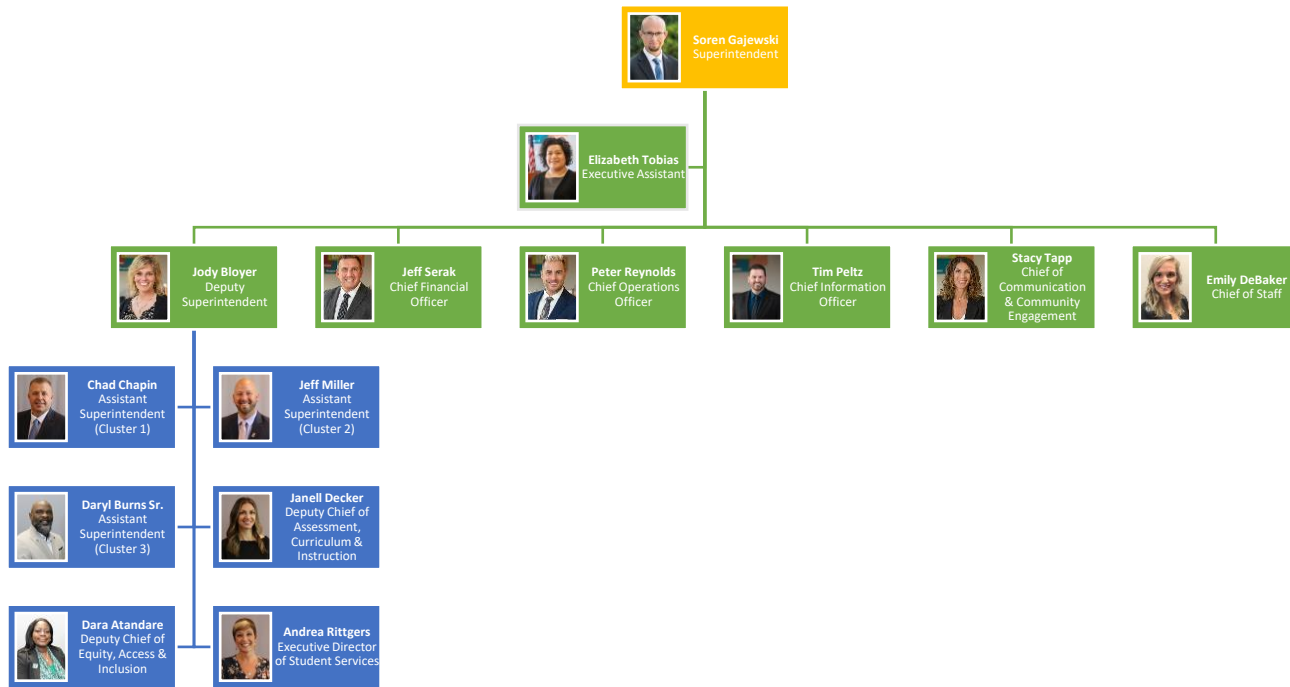 Soren Gajewski
Superintendent
Elizabeth Tobias
Executive Assistant
Jody Bloyer
Deputy
Superintendent
Jeff Serak
Chief Financial
Officer
Peter Reynolds
Chief Operations
Officer
Tim Peltz
Chief Information
Officer
Stacy Tapp
Chief of
Communication
& Community
Engagement
Emily DeBaker
Chief of Staff
Chad Chapin
Assistant
Superintendent
(Cluster 1)
Jeff Miller
Assistant
Superintendent
(Cluster 2)
Daryl Burns Sr.
Assistant
Superintendent
(Cluster 3)
Janell Decker
Deputy Chief of
Assessment,
Curriculum &
Instruction
Dara Atandare
Deputy Chief of
Equity, Access &
Inclusion
Andrea Rittgers
Executive Director
of Student Services